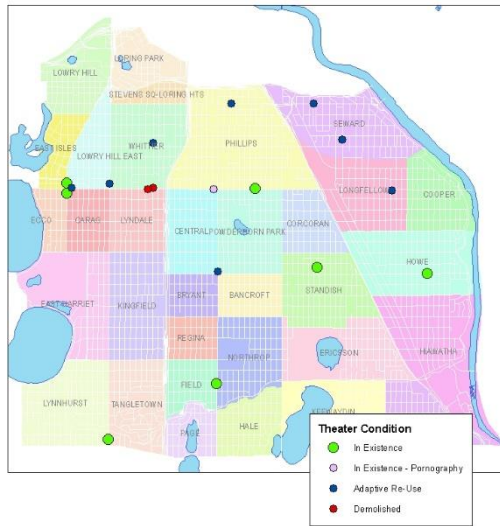 LORING PARK
LOWRY HILL
STEVENS SQ-LORING HTS
SEWARD
EAST ISLES
WHITTIER
PHILLIPS
LOWRY HILL EAST
LONGFELLOW
COOPER
ECCO
CARAG
LYNDALE
CENTRAL
POWDERHORN PARK
CORCORAN
HOWE
EAST HARRIET
KINGFIELD
BRYANT
BANCROFT
STANDISH
REGINA
NORTHROP
ERICSSON
HIAWATHA
LYNNHURST
TANGLETOWN
FIELD
KEEWAYDIN
PAGE
HALE
Theater Condition
In Existence
In Existence - Pornography
Adaptive Re-Use
Demolished